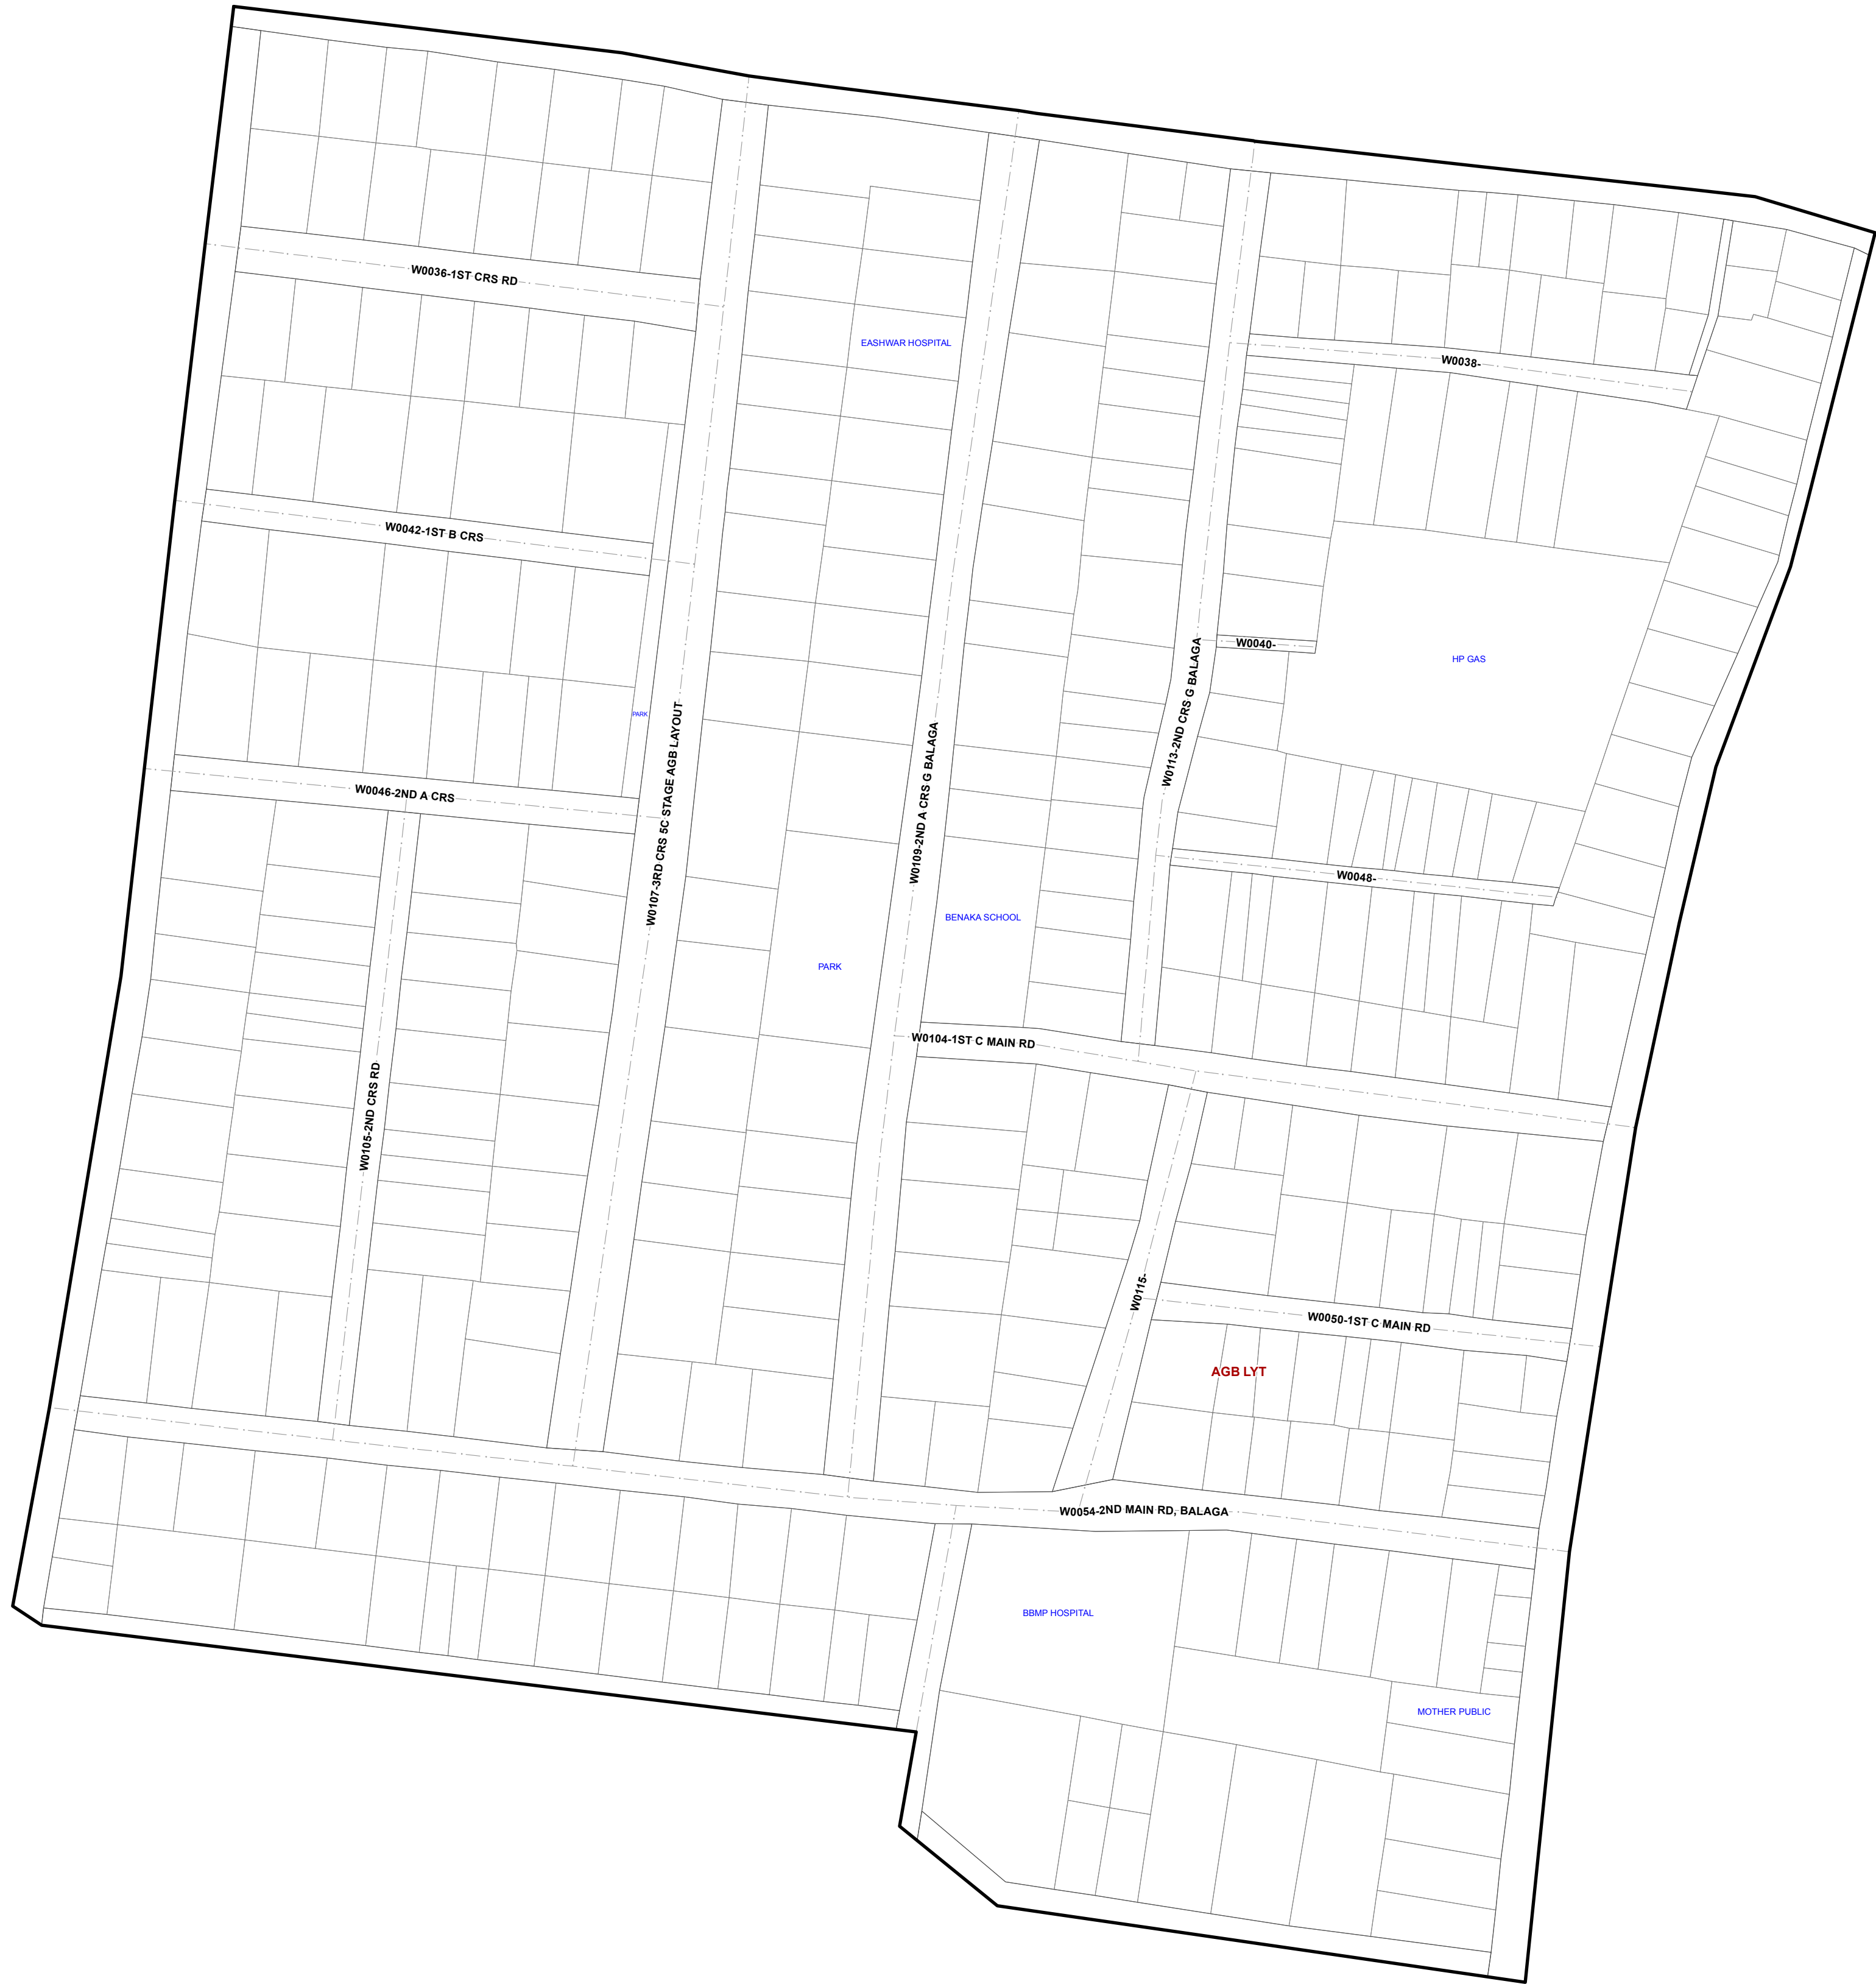 W0036-1ST CRS RD
EASHWAR HOSPITAL
W0038-
W0042-1ST B CRS
W0040-
HP GAS
PARK
W0113-2ND CRS G BALAGA
W0107-3RD CRS 5C STAGE AGB LAYOUT
W0109-2ND A CRS G BALAGA
W0046-2ND A CRS
W0048-
BENAKA SCHOOL
PARK
W0104-1ST C MAIN RD
W0105-2ND CRS RD
W0115-
W0050-1ST C MAIN RD
AGB LYT
W0054-2ND MAIN RD, BALAGA
BBMP HOSPITAL
MOTHER PUBLIC